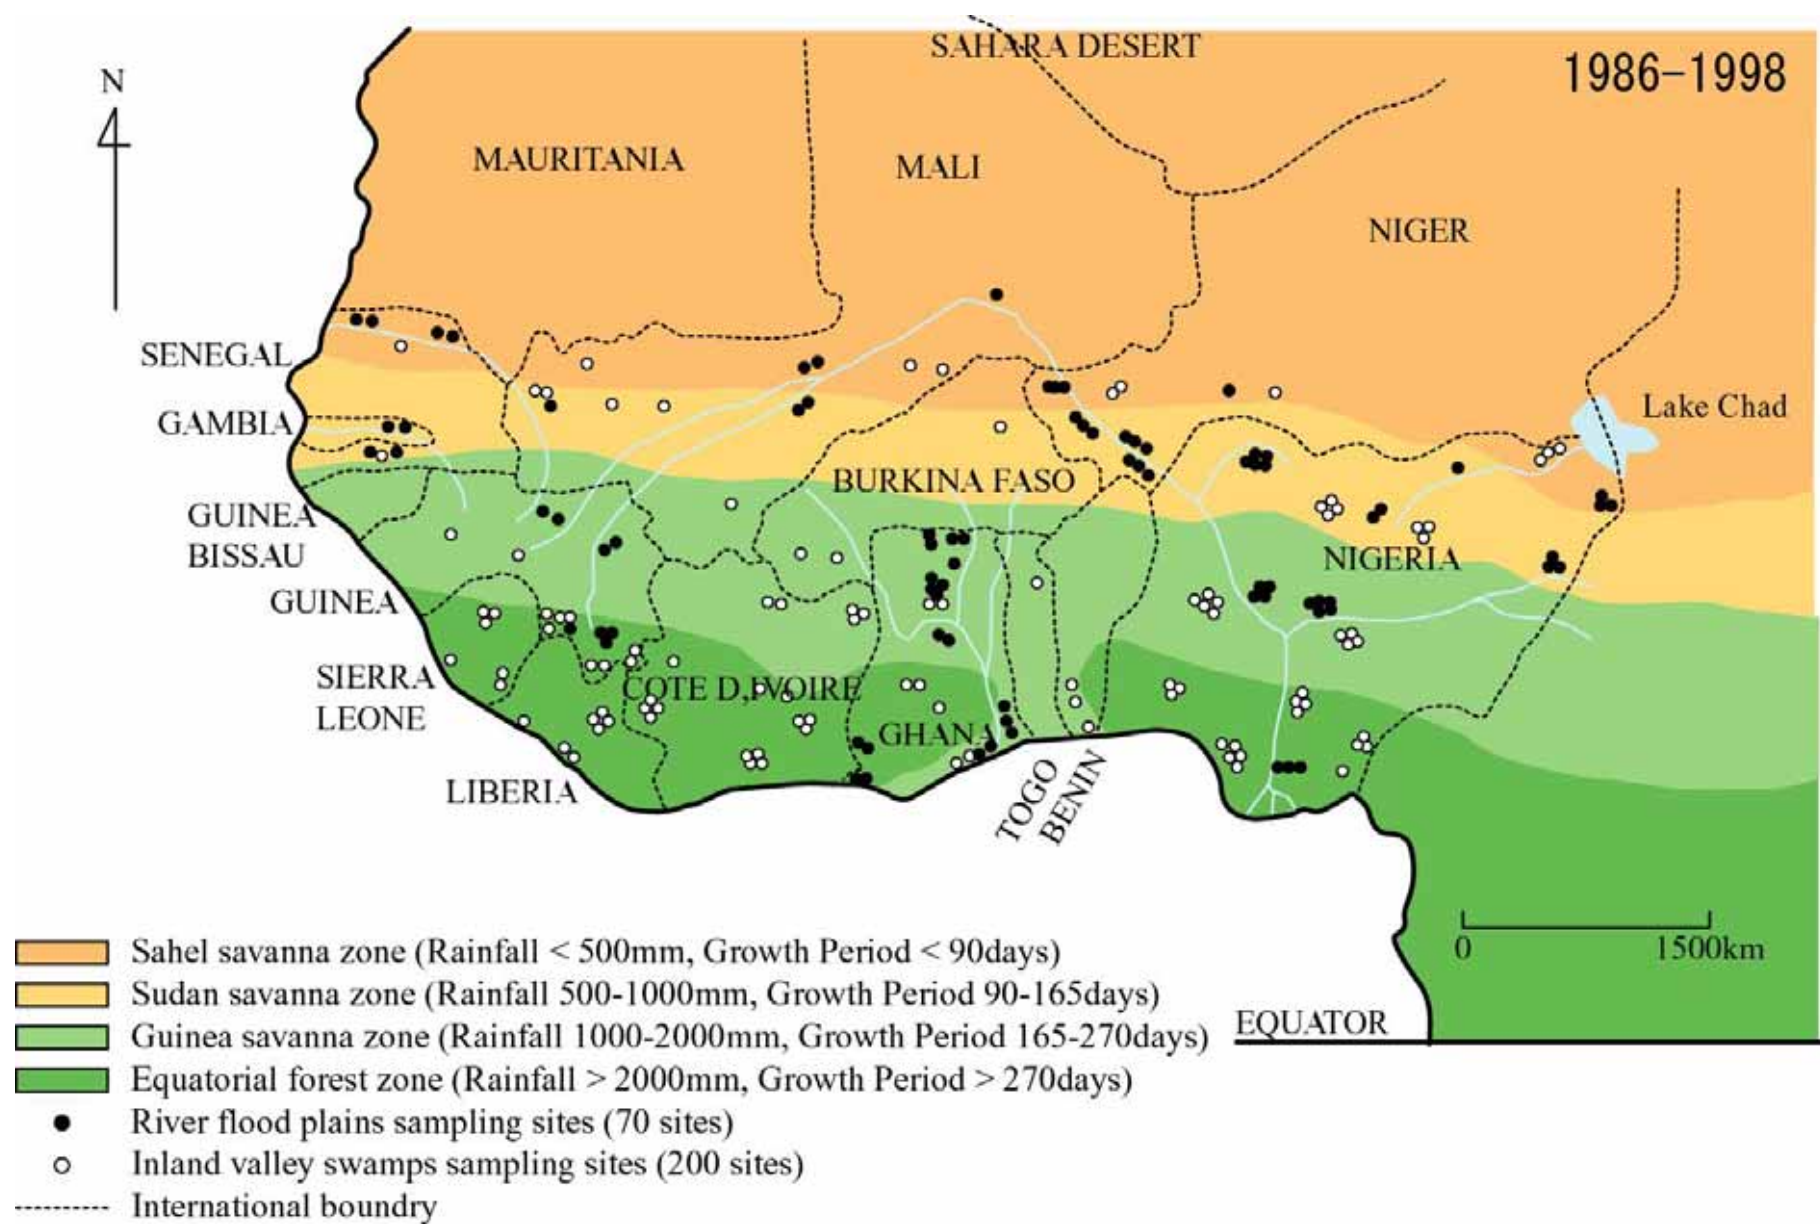 SAHARA DESERT
1986-1998
N
MAURITANIA
MALI
NIGER
SENEGAL
Lake Chad
GAMBIA
BURKINA FASO
GUINEA
BISSAU
NIGERIA
GUINEA
SIERRA
LEONE
COTE D,IVOIRE
GHANA
LIBERIA
TOGO
BENIN
0 1500km
EQUATOR
Sahel savanna zone (Rainfall < 500mm, Growth Period < 90days)
Sudan savanna zone (Rainfall 500-1000mm, Growth Period 90-165days)
Guinea savanna zone (Rainfall 1000-2000mm, Growth Period 165-270days)
Equatorial forest zone (Rainfall > 2000mm, Growth Period > 270days)
River flood plains sampling sites (70 sites)
Inland valley swamps sampling sites (200 sites)
International boundry